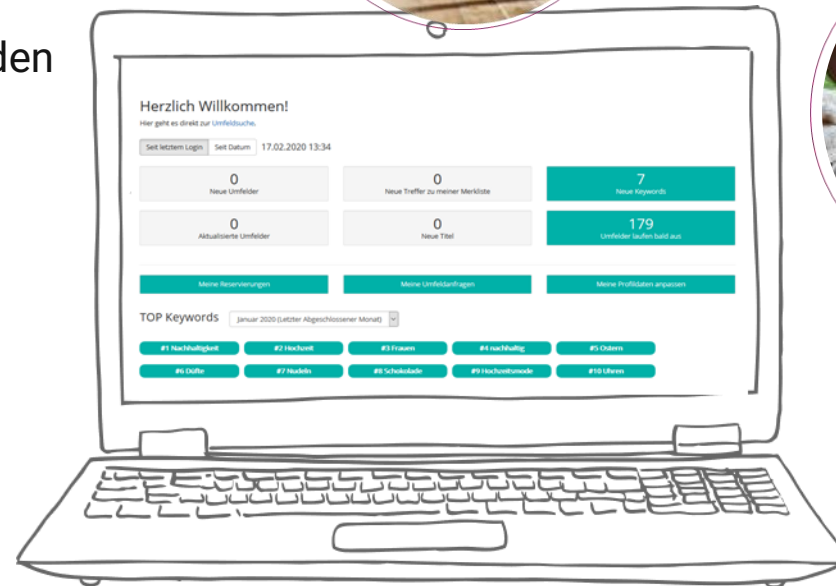 den
Herzlich Willkommen!
Hier geht es direkt zur Umfeldsuche.
Seit letztem Login Seit Datum 17.02.2020 13:34
0 0 7
Neue Umfelder Neue Treffer zu meiner Merkliste Neue Keywords
0 0 179
Aktualisierte Umfelder Neue Titel Umfelder laufen bald aus
Meine Reservierungen Meine Umfeldanfragen Meine Profildaten anpassen
TOP Keywords Januar 2020 (Letzter Abgeschlossener Monat)
#1 Nachhaltigkeit #2 Hochzeit #3 Frauen #4 nachhaltig #5 Ostern
#6 Düfte #7 Nudeln #8 Schokolade #9 Hochzeitsmode #10 Uhren